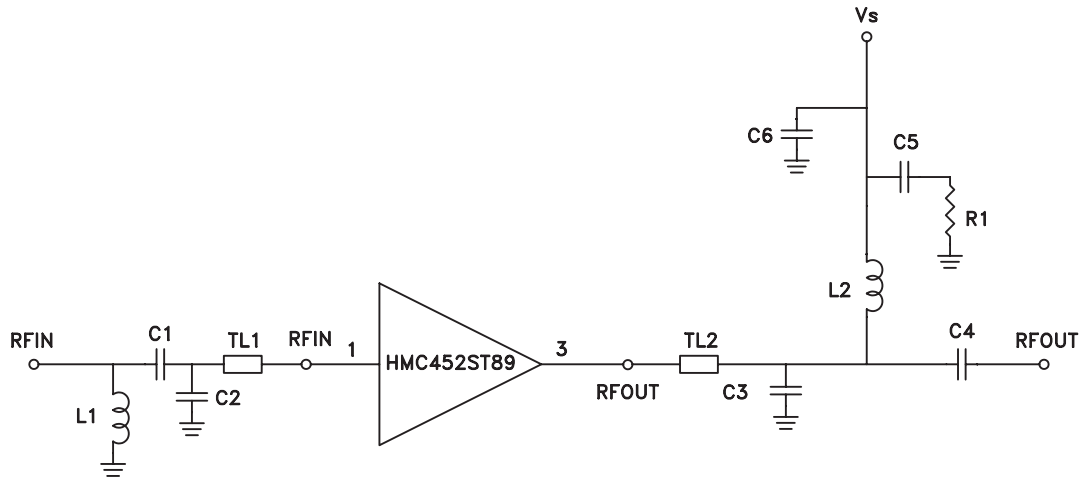 Vs
C6
C5
R1
L2
RFIN
C1
TL1
RFIN
1
HMC452ST89
3
RFOUT
TL2
C3
C4
RFOUT
L1
C2